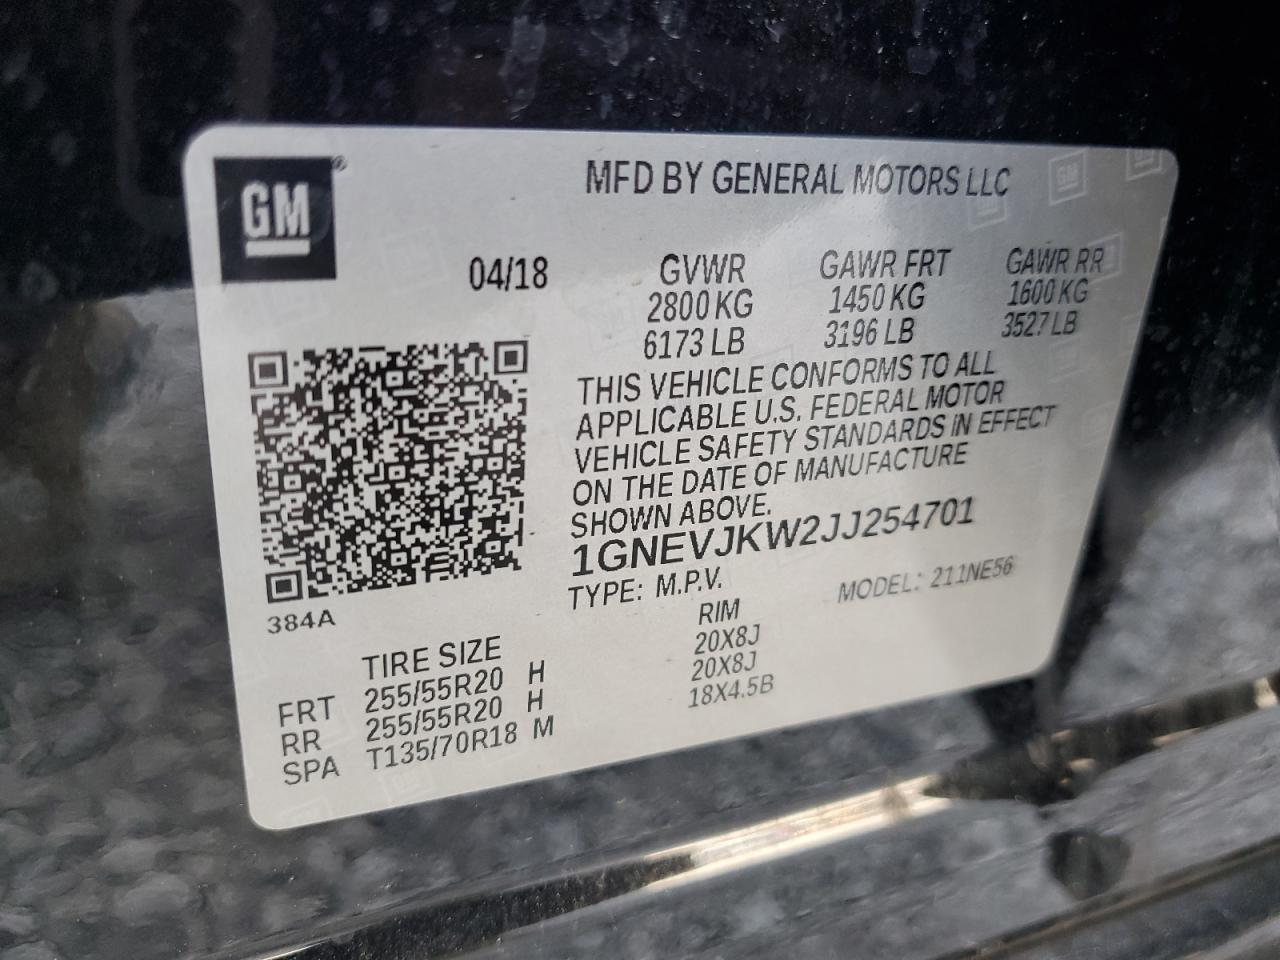 GM®
MFD BY GENERAL MOTORS LLC
04/18 GVWR GAWR FRT GAWR RR
2800 KG 1450 KG 1600 KG
6173 LB 3196 LB 3527 LB
THIS VEHICLE CONFORMS TO ALL
APPLICABLE U.S. FEDERAL MOTOR
VEHICLE SAFETY STANDARDS IN EFFECT
ON THE DATE OF MANUFACTURE
SHOWN ABOVE.
1GNEVJKW2JJ254701
TYPE: M.P.V. MODEL: 211NE56
384A
TIRE SIZE RIM
FRT 255/55R20 H 20X8J
RR 255/55R20 H 20X8J
SPA T135/70R18 M 18X4.5B